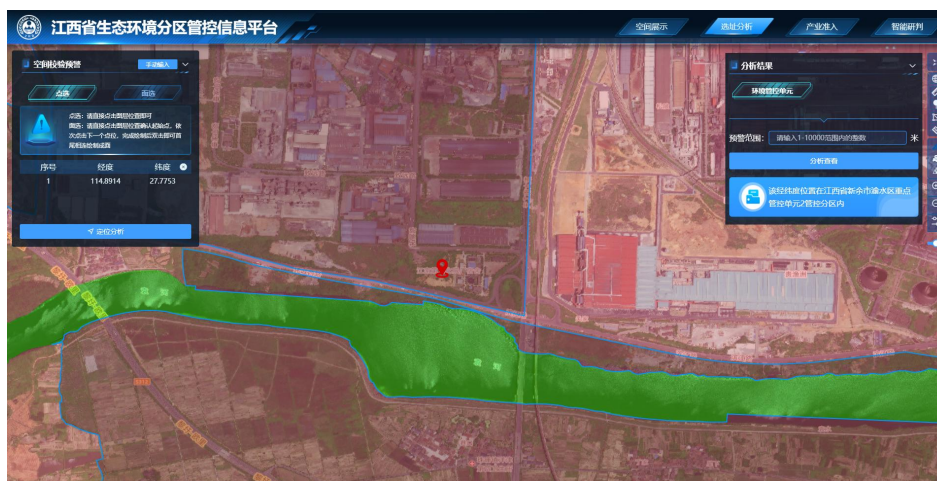 江西省生态环境分区管控信息平台
空间展示
选址分析
产业准入
智能研判
空间校验预警
手动输入
点选
面选
点选：请直接点击图层位置即可
面选：请直接点击图层位置确认起始点，依
次点击下一个点位，完成绘制后双击即可首
尾相连绘制成面
序号 经度 纬度
1 114.8914 27.7753
定位分析
分析结果
环境管控单元
预警范围： 请输入1-10000范围内的整数 米
分析查看
该经纬度位置在江西省新余市渝水区重点
管控单元2管控分区内
袁河
袁河